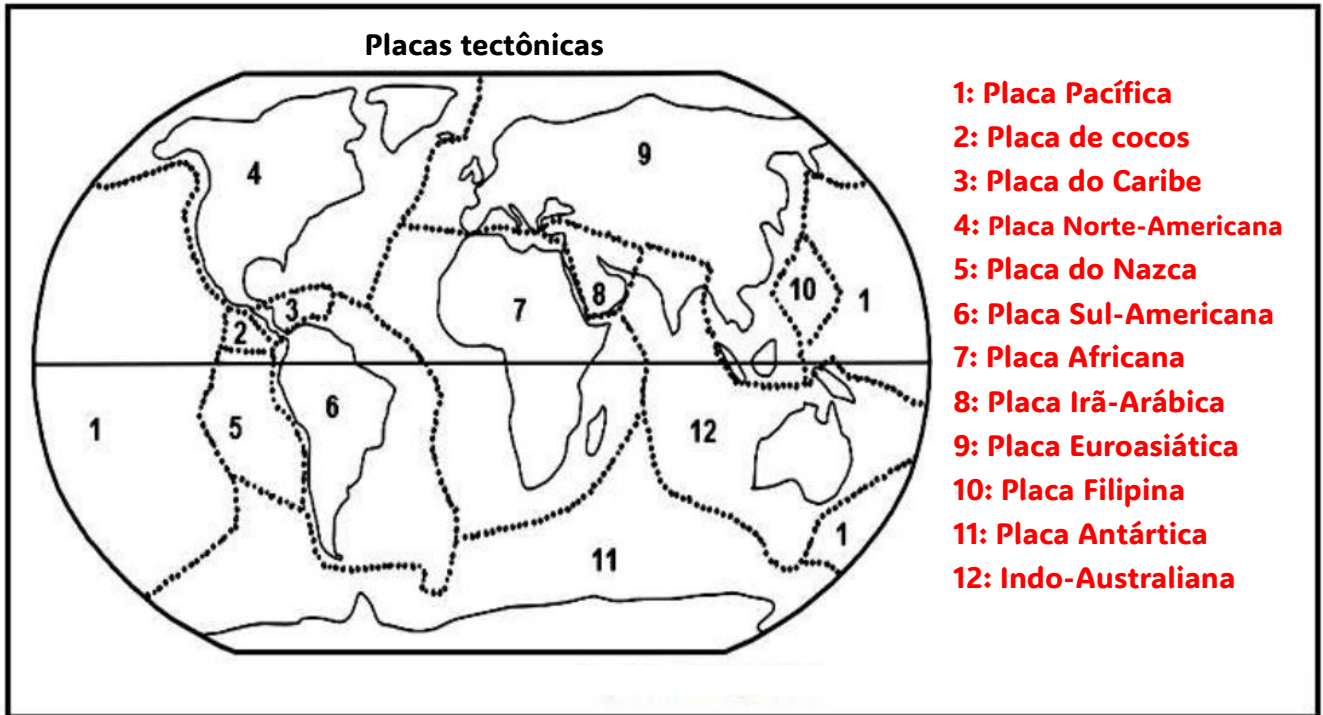 Placas tectônicas
1: Placa Pacífica
2: Placa de cocos
3: Placa do Caribe
4: Placa Norte-Americana
5: Placa do Nazca
6: Placa Sul-Americana
7: Placa Africana
8: Placa Irã-Arábica
9: Placa Euroasiática
10: Placa Filipina
11: Placa Antártica
12: Indo-Australiana
4
9
3
2
7
8
10
1
1
5
6
12
11
1